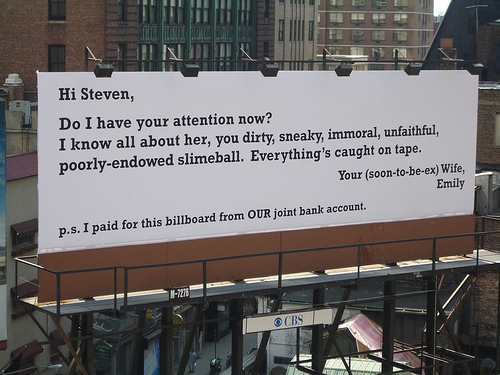 Hi Steven,
Do I have your attention now?
I know all about her, you dirty, sneaky, immoral, unfaithful,
poorly-endowed slimeball. Everything's caught on tape.
Your (soon-to-be-ex) Wife,
Emily
p.s. I paid for this billboard from OUR joint bank account.
N-7276
CBS